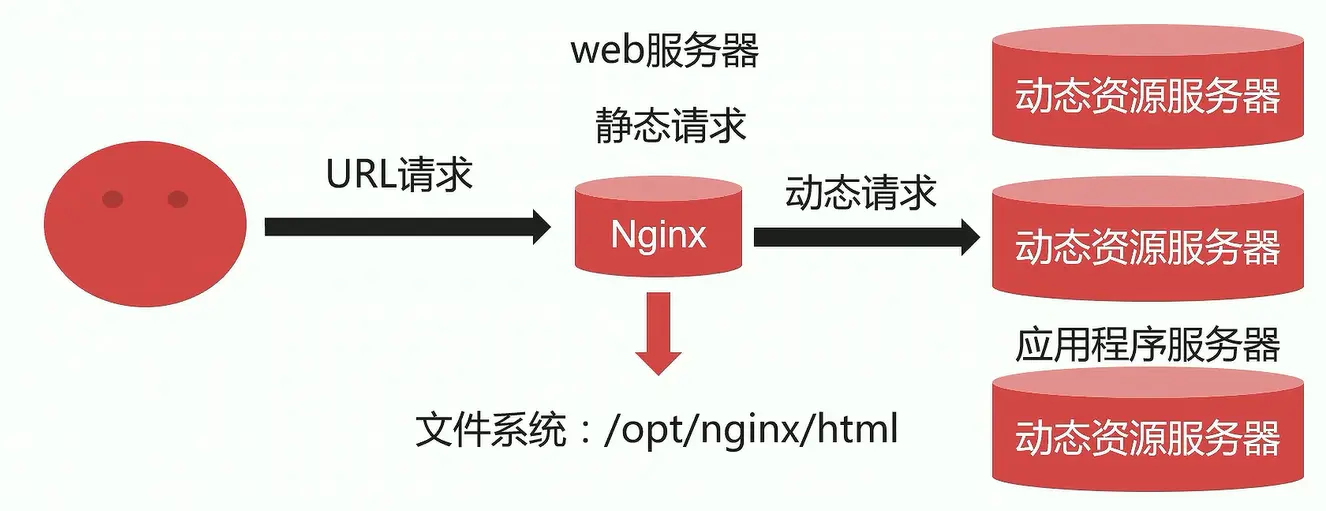 web服务器
静态请求
URL请求
Nginx
动态请求
文件系统：/opt/nginx/html
动态资源服务器
动态资源服务器
应用程序服务器
动态资源服务器